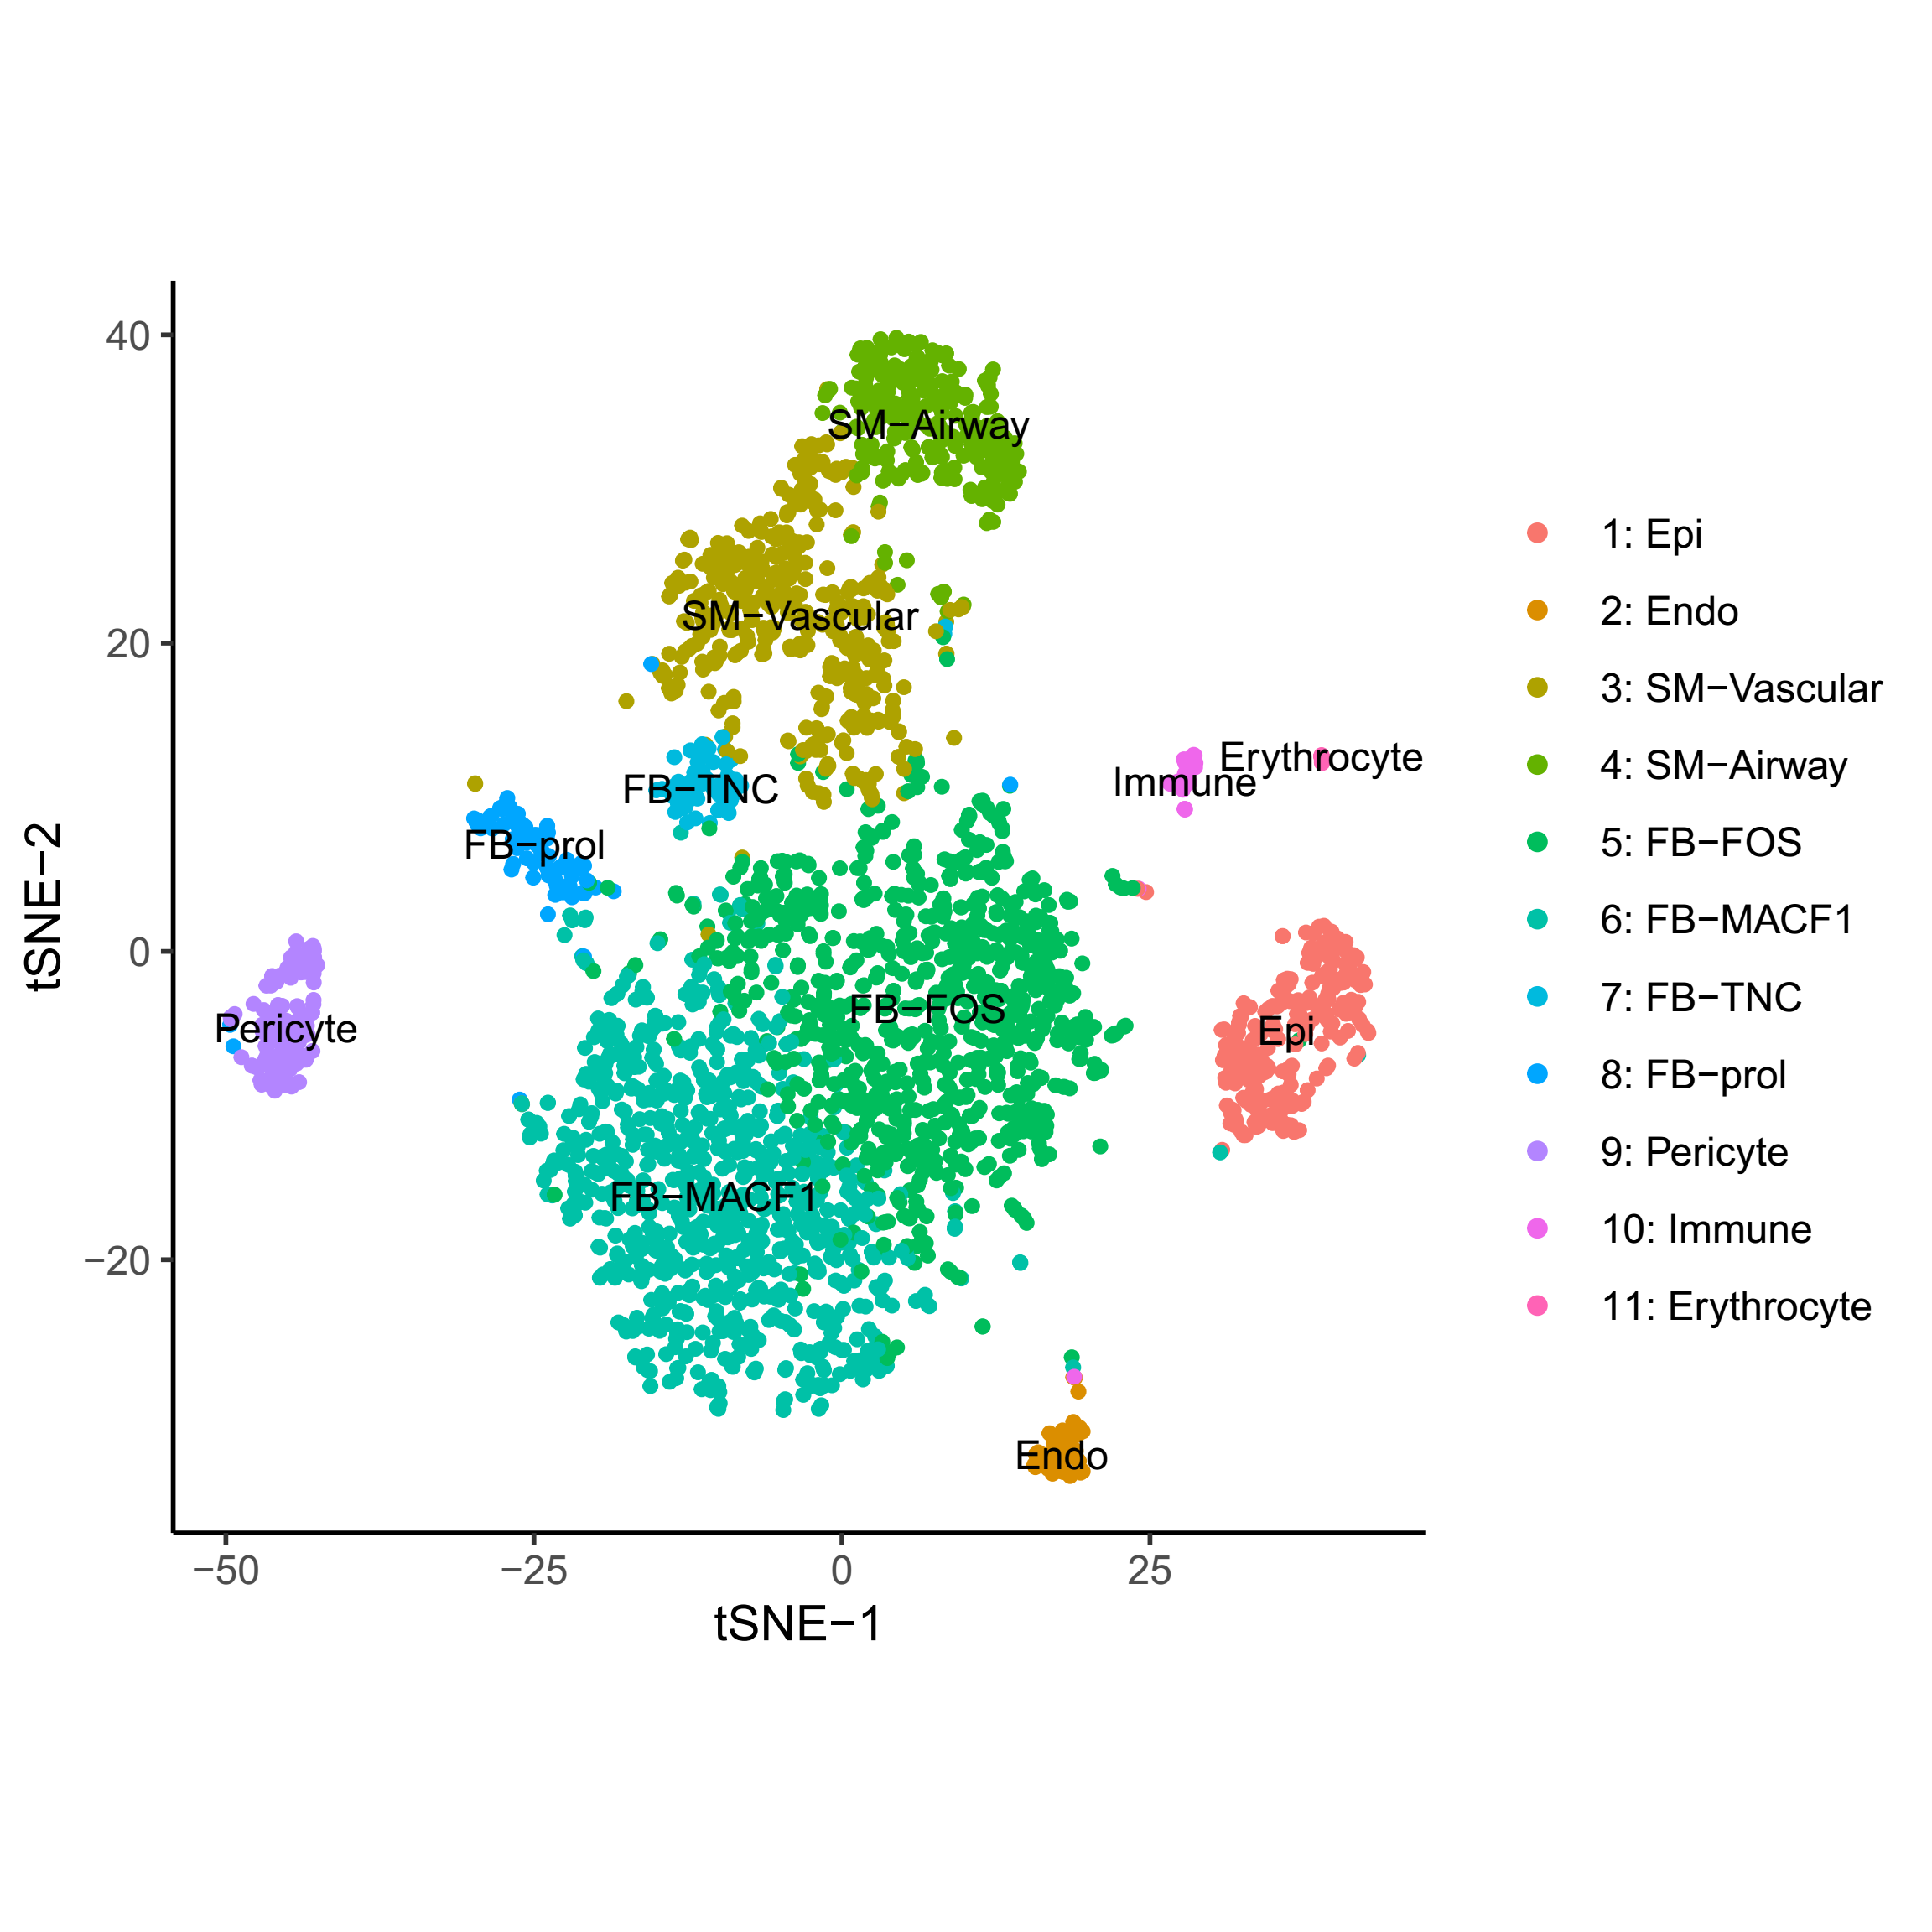 40
20
0
−20
tSNE−2
−50
−25
0
25
tSNE−1
SM−Airway
SM−Vascular
Erythrocyte
Immune
FB−TNC
FB−prol
FB−FOS
Pericyte
Epi
FB−MACF1
Endo
1: Epi
2: Endo
3: SM−Vascular
4: SM−Airway
5: FB−FOS
6: FB−MACF1
7: FB−TNC
8: FB−prol
9: Pericyte
10: Immune
11: Erythrocyte